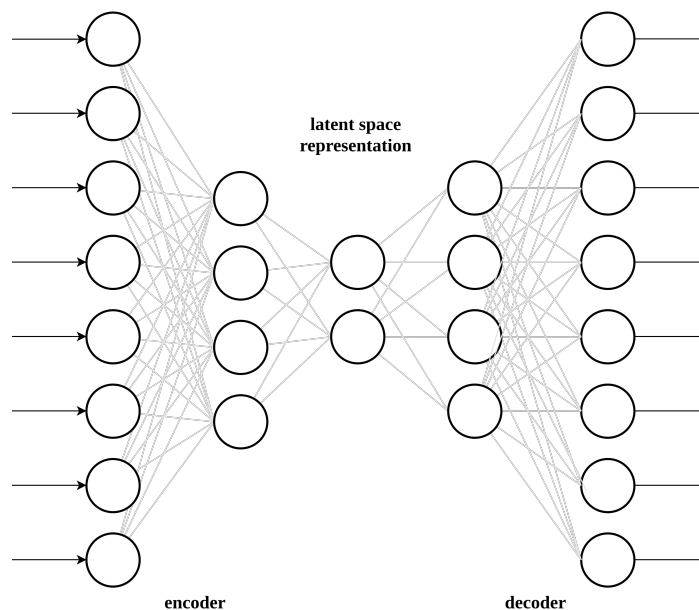 latent space
representation
encoder
decoder